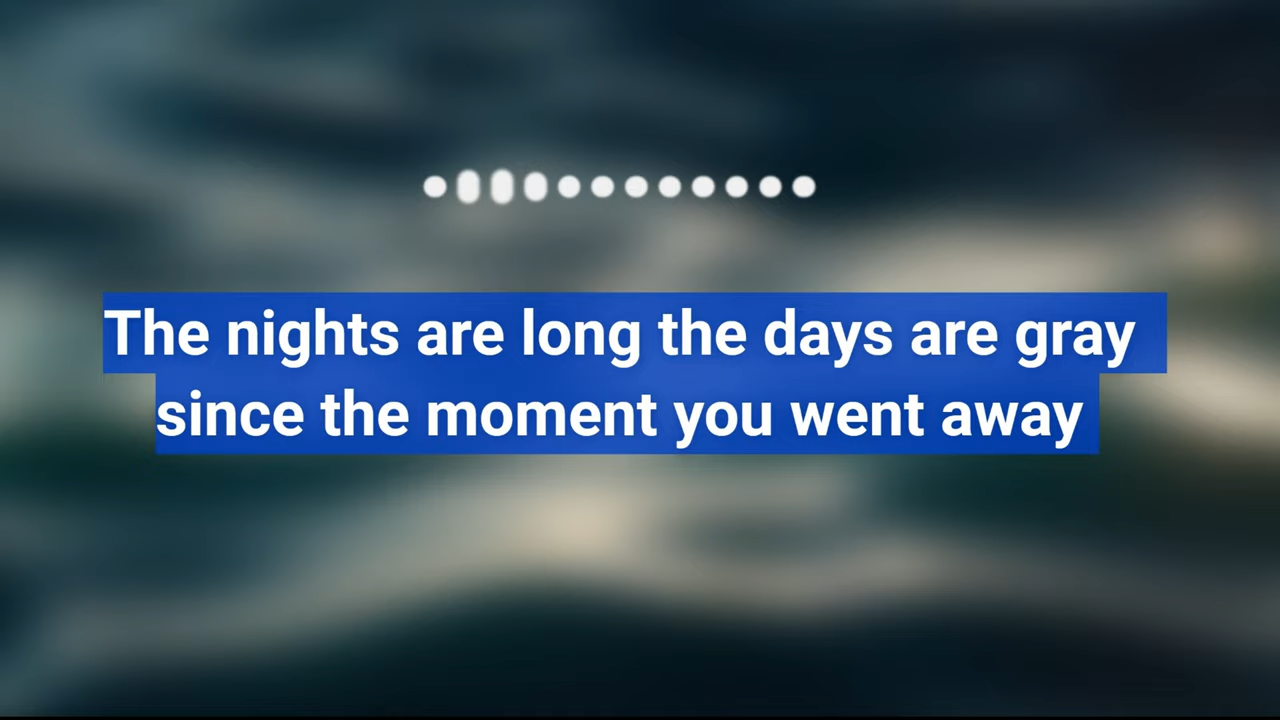 The nights are long the days are gray
since the moment you went away